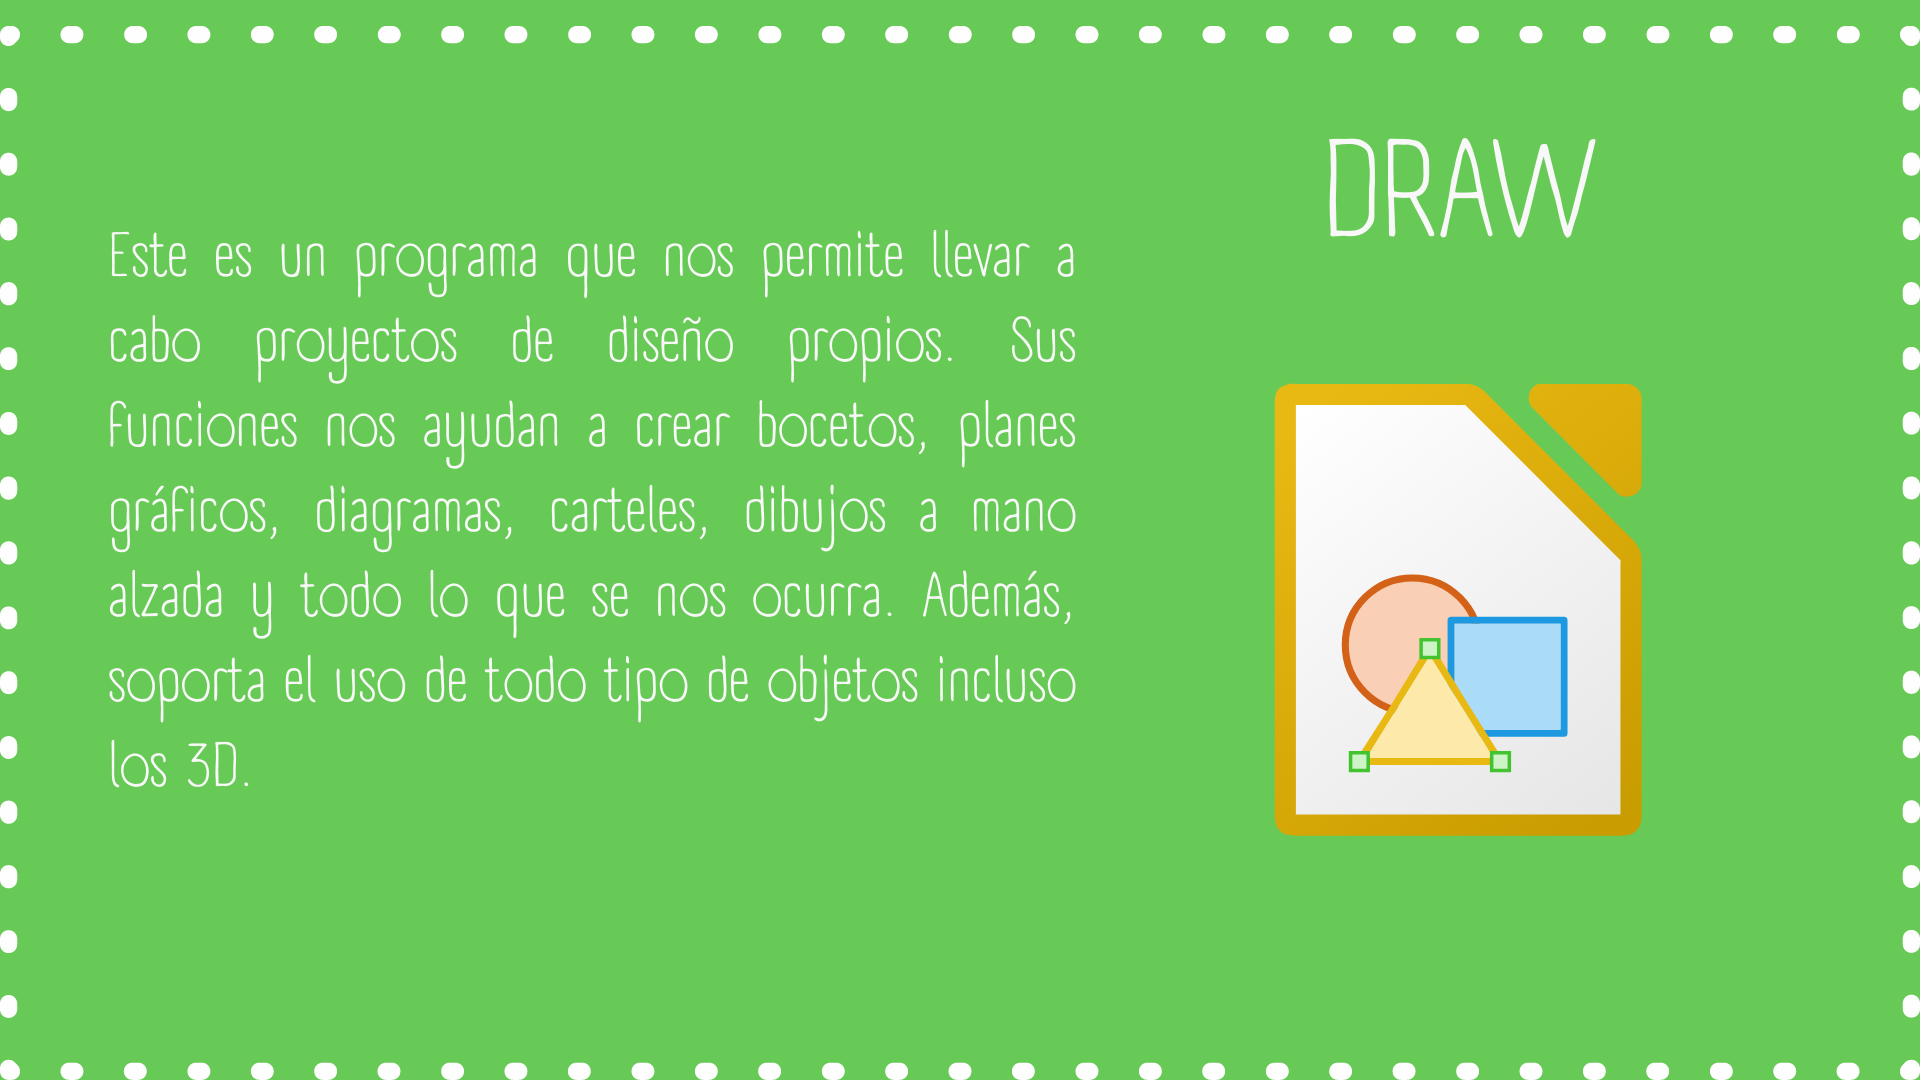 DRAW
Este es un programa que nos permite llevar a
cabo proyectos de diseño propios. Sus
funciones nos ayudan a crear bocetos, planes
gráficos, diagramas, carteles, dibujos a mano
alzada y todo lo que se nos ocurra. Además,
soporta el uso de todo tipo de objetos incluso
los 3D.